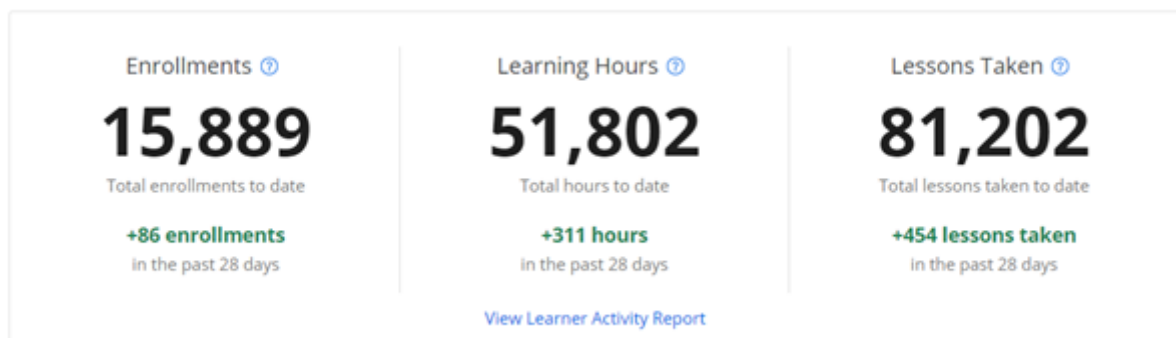 Enrollments
15,889
Total enrollments to date
+86 enrollments
in the past 28 days
Learning Hours
51,802
Total hours to date
+311 hours
in the past 28 days
Lessons Taken
81,202
Total lessons taken to date
+454 lessons taken
in the past 28 days
View Learner Activity Report